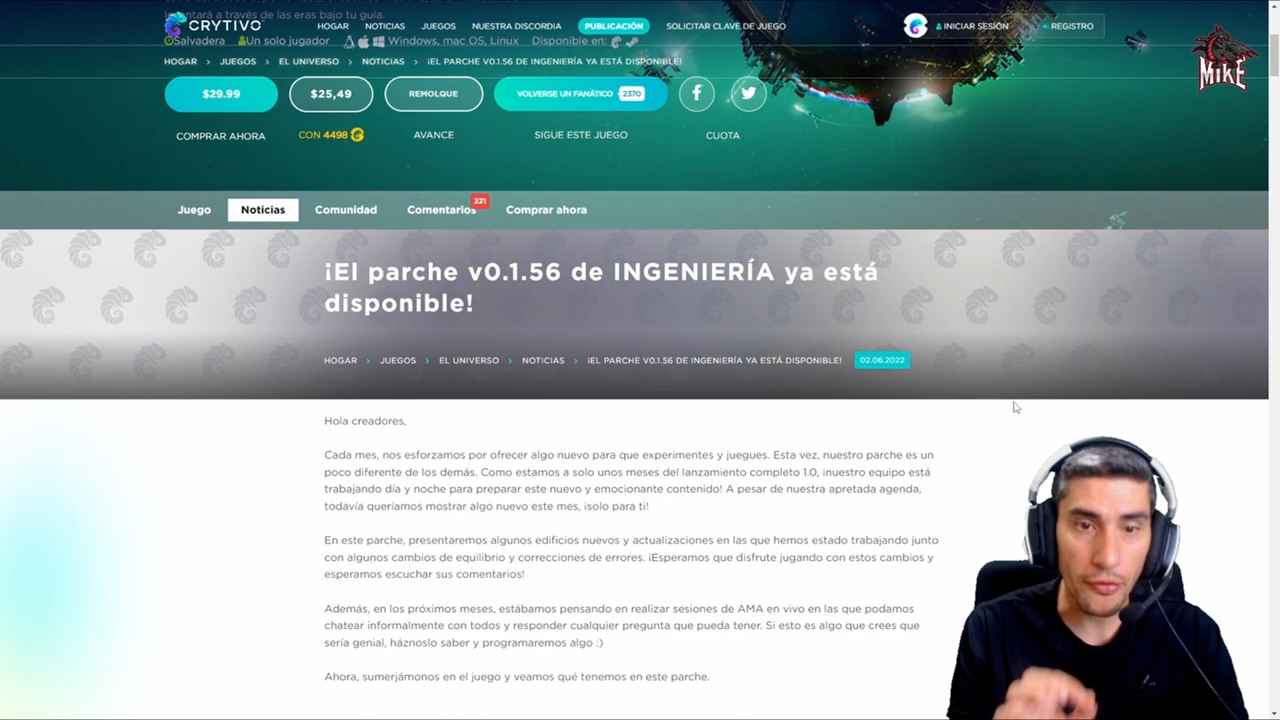 llantará a través de las eras bajo tu guía.
CRYTIVO
HOGAR NOTICIAS JUEGOS NUESTRA DISCORDIA PUBLICACIÓN SOLICITAR CLAVE DE JUEGO INICIAR SESIÓN REGISTRO
Salvadera Un solo jugador Windows, mac OS, Linux Disponible en:
HOGAR > JUEGOS > EL UNIVERSO > NOTICIAS > ¡EL PARCHE V0.1.56 DE INGENIERÍA YA ESTÁ DISPONIBLE!
MiKE
$29.99 $25,49 REMOLQUE VOLVERSE UN FANÁTICO 2370
COMPRAR AHORA CON 4498 AVANCE SIGUE ESTE JUEGO CUOTA
Juego Noticias Comunidad Comentarios 221 Comprar ahora
¡El parche v0.1.56 de INGENIERÍA ya está
disponible!
HOGAR > JUEGOS > EL UNIVERSO > NOTICIAS > ¡EL PARCHE V0.1.56 DE INGENIERÍA YA ESTÁ DISPONIBLE! 02.06.2022
Hola creadores,
Cada mes, nos esforzamos por ofrecer algo nuevo para que experimentes y juegues. Esta vez, nuestro parche es un
poco diferente de los demás. Como estamos a solo unos meses del lanzamiento completo 1.0, ¡nuestro equipo está
trabajando día y noche para preparar este nuevo y emocionante contenido! A pesar de nuestra apretada agenda,
todavía queríamos mostrar algo nuevo este mes, ¡solo para ti!
En este parche, presentaremos algunos edificios nuevos y actualizaciones en las que hemos estado trabajando junto
con algunos cambios de equilibrio y correcciones de errores. ¡Esperamos que disfrute jugando con estos cambios y
esperamos escuchar sus comentarios!
Además, en los próximos meses, estábamos pensando en realizar sesiones de AMA en vivo en las que podamos
chatear informalmente con todos y responder cualquier pregunta que pueda tener. Si esto es algo que crees que
sería genial, háznoslo saber y programaremos algo :)
Ahora, sumerjámonos en el juego y veamos qué tenemos en este parche.